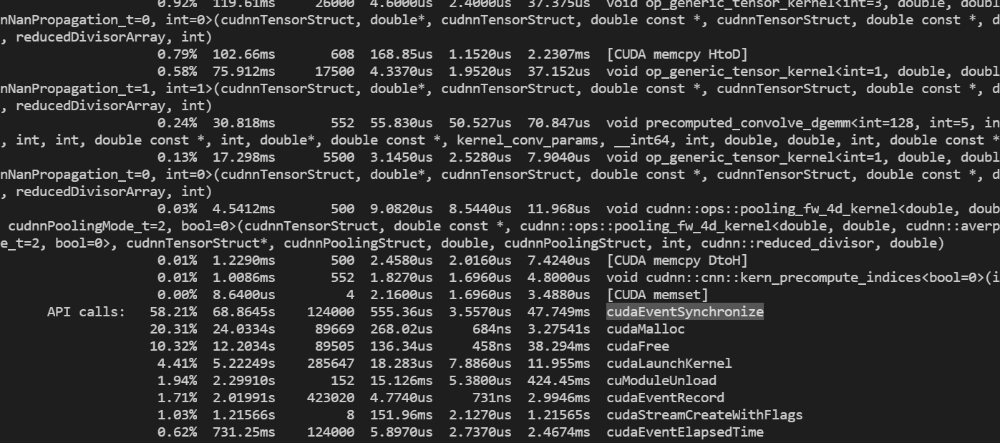 0.92% 119.61ms 26000 4.6000us 2.4000us 37.375us void op_generic_tensor_kernel<int=3, double, doubl
nNanPropagation_t=0, int=0>(cudnnTensorStruct, double*, cudnnTensorStruct, double const *, cudnnTensorStruct, double const *, d
, reducedDivisorArray, int)
0.79% 102.66ms 608 168.85us 1.1520us 2.2307ms [CUDA memcpy HtoD]
0.58% 75.912ms 17500 4.3370us 1.9520us 37.152us void op_generic_tensor_kernel<int=1, double, doubl
nNanPropagation_t=1, int=1>(cudnnTensorStruct, double*, cudnnTensorStruct, double const *, cudnnTensorStruct, double const *, d
, reducedDivisorArray, int)
0.24% 30.818ms 552 55.830us 50.527us 70.847us void precomputed_convolve_dgemm<int=128, int=5, in
, int, int, double const *, int, double*, double const *, kernel_conv_params, __int64, int, double, double, int, double const *
0.13% 17.298ms 5500 3.1450us 2.5280us 7.9040us void op_generic_tensor_kernel<int=1, double, doubl
nNanPropagation_t=0, int=0>(cudnnTensorStruct, double*, cudnnTensorStruct, double const *, cudnnTensorStruct, double const *, d
, reducedDivisorArray, int)
0.03% 4.5412ms 500 9.0820us 8.5440us 11.968us void cudnn::ops::pooling_fw_4d_kernel<double, doub
cudnnPoolingMode_t=2, bool=0>(cudnnTensorStruct, double const *, cudnn::ops::pooling_fw_4d_kernel<double, double, cudnn::averp
e_t=2, bool=0>, cudnnTensorStruct*, cudnnPoolingStruct, double, cudnnPoolingStruct, int, cudnn::reduced_divisor, double)
0.01% 1.2290ms 500 2.4580us 2.0160us 7.4240us [CUDA memcpy DtoH]
0.01% 1.0086ms 552 1.8270us 1.6960us 4.8000us void cudnn::cnn::kern_precompute_indices<bool=0>(i
0.00% 8.6400us 4 2.1600us 1.6960us 3.4880us [CUDA memset]
API calls: 58.21% 68.8645s 124000 555.36us 3.5570us 47.749ms cudaEventSynchronize
20.31% 24.0334s 89669 268.02us 684ns 3.27541s cudaMalloc
10.32% 12.2034s 89505 136.34us 458ns 38.294ms cudaFree
4.41% 5.22249s 285647 18.283us 7.8860us 11.955ms cudaLaunchKernel
1.94% 2.29910s 152 15.126ms 5.3800us 424.45ms cuModuleUnload
1.71% 2.01991s 423020 4.7740us 731ns 2.9946ms cudaEventRecord
1.03% 1.21566s 8 151.96ms 2.1270us 1.21565s cudaStreamCreateWithFlags
0.62% 731.25ms 124000 5.8970us 2.7370us 2.4674ms cudaEventElapsedTime